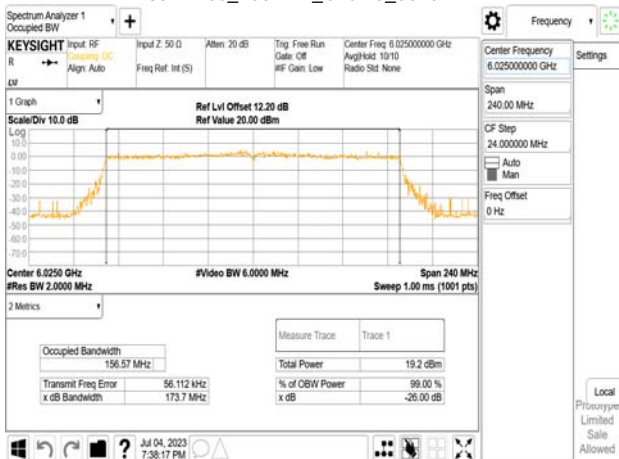 Spectrum Analyzer 1
Occupied BW
Frequency
KEYSIGHT
R
Input: RF
Coupling: DC
Align: Auto
Input Z: 50 Ω
Freq Ref: Int (S)
Atten: 20 dB
Trig: Free Run
Gate: Off
#IF Gain: Low
Center Freq: 6.025000000 GHz
Avg|Hold: 10/10
Radio Std: None
Center Frequency
6.025000000 GHz
Settings
Span
240.00 MHz
CF Step
24.000000 MHz
Auto
Man
Freq Offset
0 Hz
1 Graph
Scale/Div 10.0 dB
Ref Lvl Offset 12.20 dB
Ref Value 20.00 dBm
Log
10.0
0.00
-10.0
-20.0
-30.0
-40.0
-50.0
-60.0
-70.0
Center 6.0250 GHz
#Res BW 2.0000 MHz
#Video BW 6.0000 MHz
Span 240 MHz
Sweep 1.00 ms (1001 pts)
2 Metrics
Measure Trace
Trace 1
Occupied Bandwidth
156.57 MHz
Total Power
19.2 dBm
Transmit Freq Error
56.112 kHz
% of OBW Power
99.00 %
x dB Bandwidth
173.7 MHz
x dB
-26.00 dB
Local
Prototype
Limited
Sale
Allowed
Jul 04, 2023
7:38:17 PM